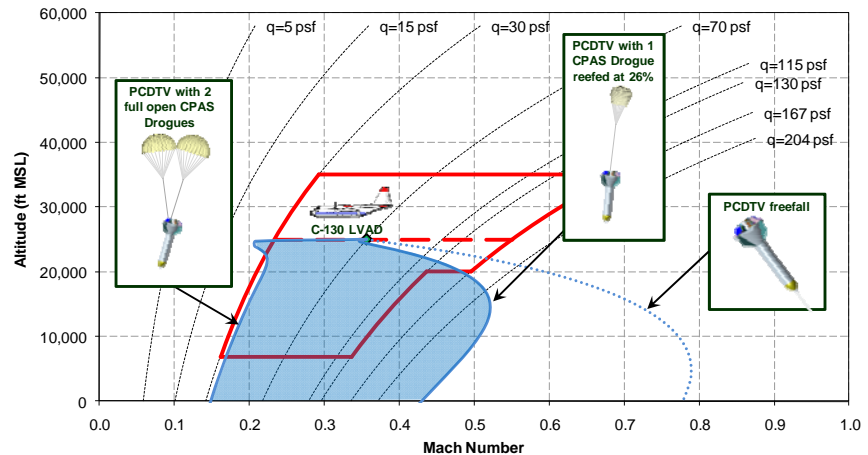 q=5 psf
q=15 psf
q=30 psf
q=70 psf
q=115 psf
q=130 psf
q=167 psf
q=204 psf
PCDTV with 2
full open CPAS
Drogues
PCDTV with 1
CPAS Drogue
reefed at 26%
PCDTV freefall
C-130 LVAD
Altitude (ft MSL)
60,000
50,000
40,000
30,000
20,000
10,000
0
0.0
0.1
0.2
0.3
0.4
0.5
0.6
0.7
0.8
0.9
1.0
Mach Number